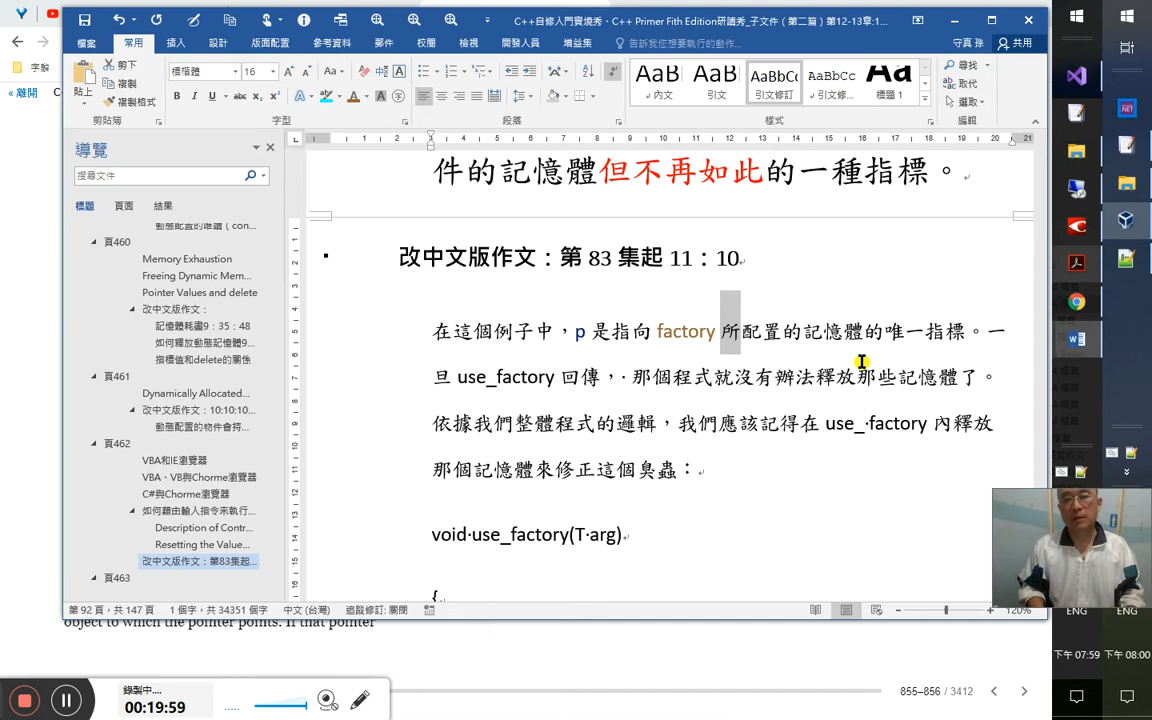 C++自修入門實境秀、C++ Primer Fith Edition研讀秀_子文件（第二篇）第12-13章:1...
檔案 常用 插入 設計 版面配置 參考資料 郵件 校閱 檢視 開發人員 增益集 告訴我您想要執行的動作... 守真 孫 共用
字齡
« 離開
貼上
剪下
複製
複製格式
剪貼簿
標楷體 16
字型
段落
AaBb AaBb AaBbCc AaBbCc AaBb
↵內文 引文 引文修訂 ↵引文修... 標題 1
樣式
尋找
取代
選取
編輯
導覽
搜尋文件
標題 頁面 結果
動態配置的唯讀（con...
頁460
Memory Exhaustion
Freeing Dynamic Mem...
Pointer Values and delete
改中文版作文：
記憶體耗盡9：35：48
如何釋放動態記憶體9...
指標值和delete的關係
頁461
Dynamically Allocated...
改中文版作文：10:10:10...
動態配置的物件會持...
頁462
VBA和IE瀏覽器
VBA、VB與Chorme瀏覽器
C#與Chorme瀏覽器
如何藉由輸入指令來執行...
Description of Contr...
Resetting the Value...
改中文版作文：第83集起...
頁463
件的記憶體但不再如此的一種指標。
改中文版作文：第 83 集起 11：10
在這個例子中，p 是指向 factory 所配置的記憶體的唯一指標。一
旦 use_factory 回傳，·那個程式就沒有辦法釋放那些記憶體了。
依據我們整體程式的邏輯，我們應該記得在 use_·factory 內釋放
那個記憶體來修正這個臭蟲：
void·use_factory(T·arg)
{
第 92 頁，共 147 頁 1 個字，共 34351 個字 中文 (台灣) 追蹤修訂: 關閉 120%
object to which the pointer points. If that pointer
855–856 / 3412
錄製中....
00:19:59
ENG ENG
下午 07:59 下午 08:00